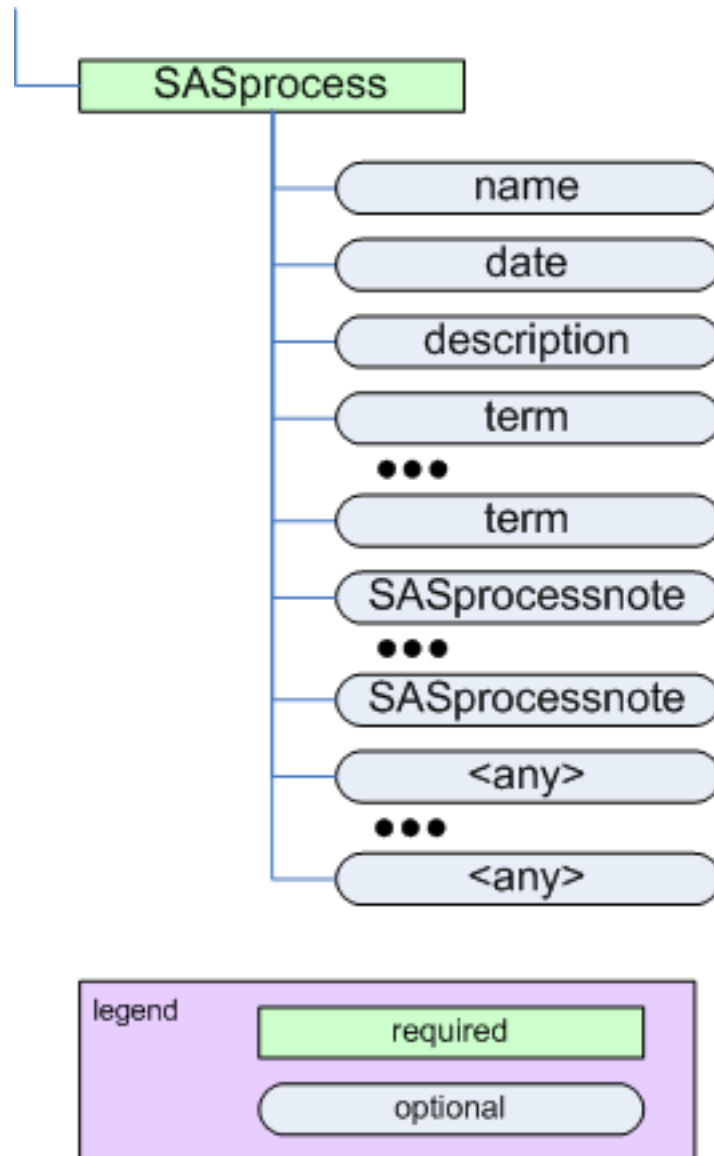 SASprocess
name
date
description
term
●●●
term
SASprocessnote
●●●
SASprocessnote
<any>
●●●
<any>
legend
required
optional